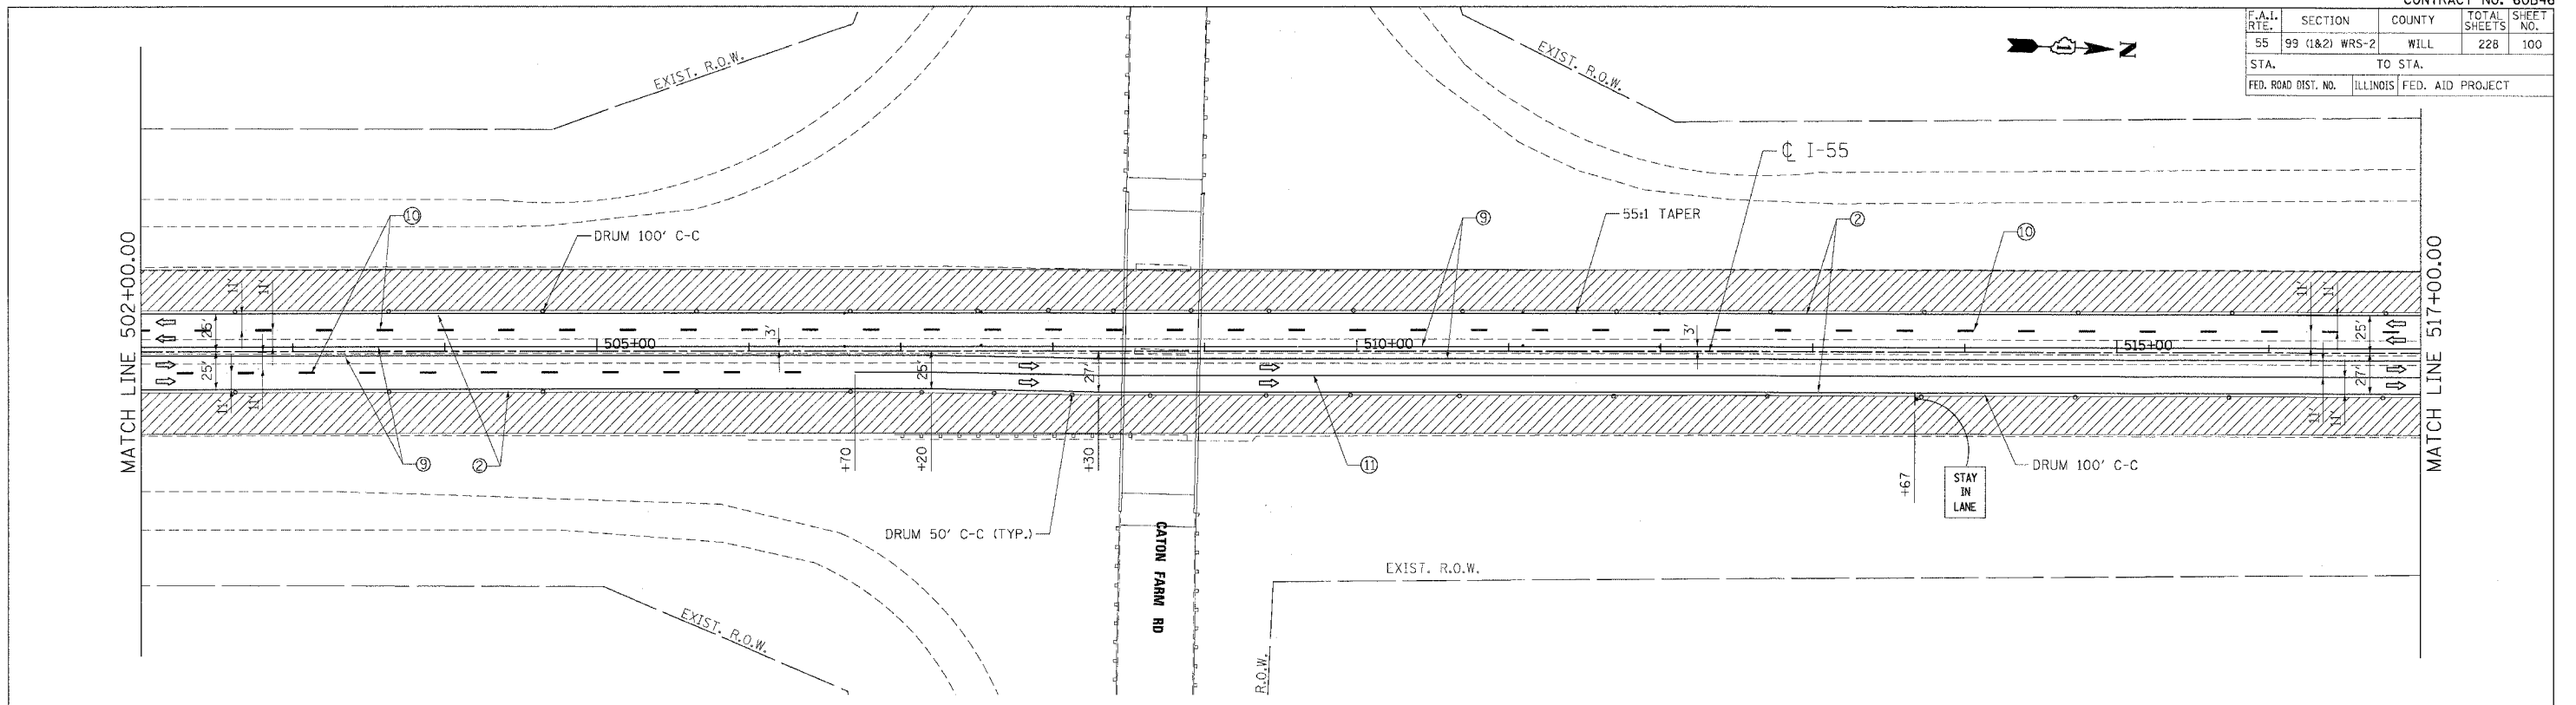 F.A.I. RTE. SECTION COUNTY TOTAL SHEETS SHEET NO.
55 99 (1&2) WRS-2 WILL 228 100
STA. TO STA.
FED. ROAD DIST. NO. ILLINOIS FED. AID PROJECT
N
EXIST. R.O.W.
EXIST. R.O.W.
℄ I-55
10
DRUM 100' C-C
9
55:1 TAPER
2
10
MATCH LINE 502+00.00
MATCH LINE 517+00.00
11' 11' 25' 3' 3' 11' 11' 25'
505+00 510+00 515+00
25' 25' 27' 27'
11' 11' 11' 11'
9
2
+70
+20
+30
11
+67
STAY
IN
LANE
DRUM 100' C-C
DRUM 50' C-C (TYP.)
CATON FARM RD
EXIST. R.O.W.
EXIST. R.O.W.
R.O.W.